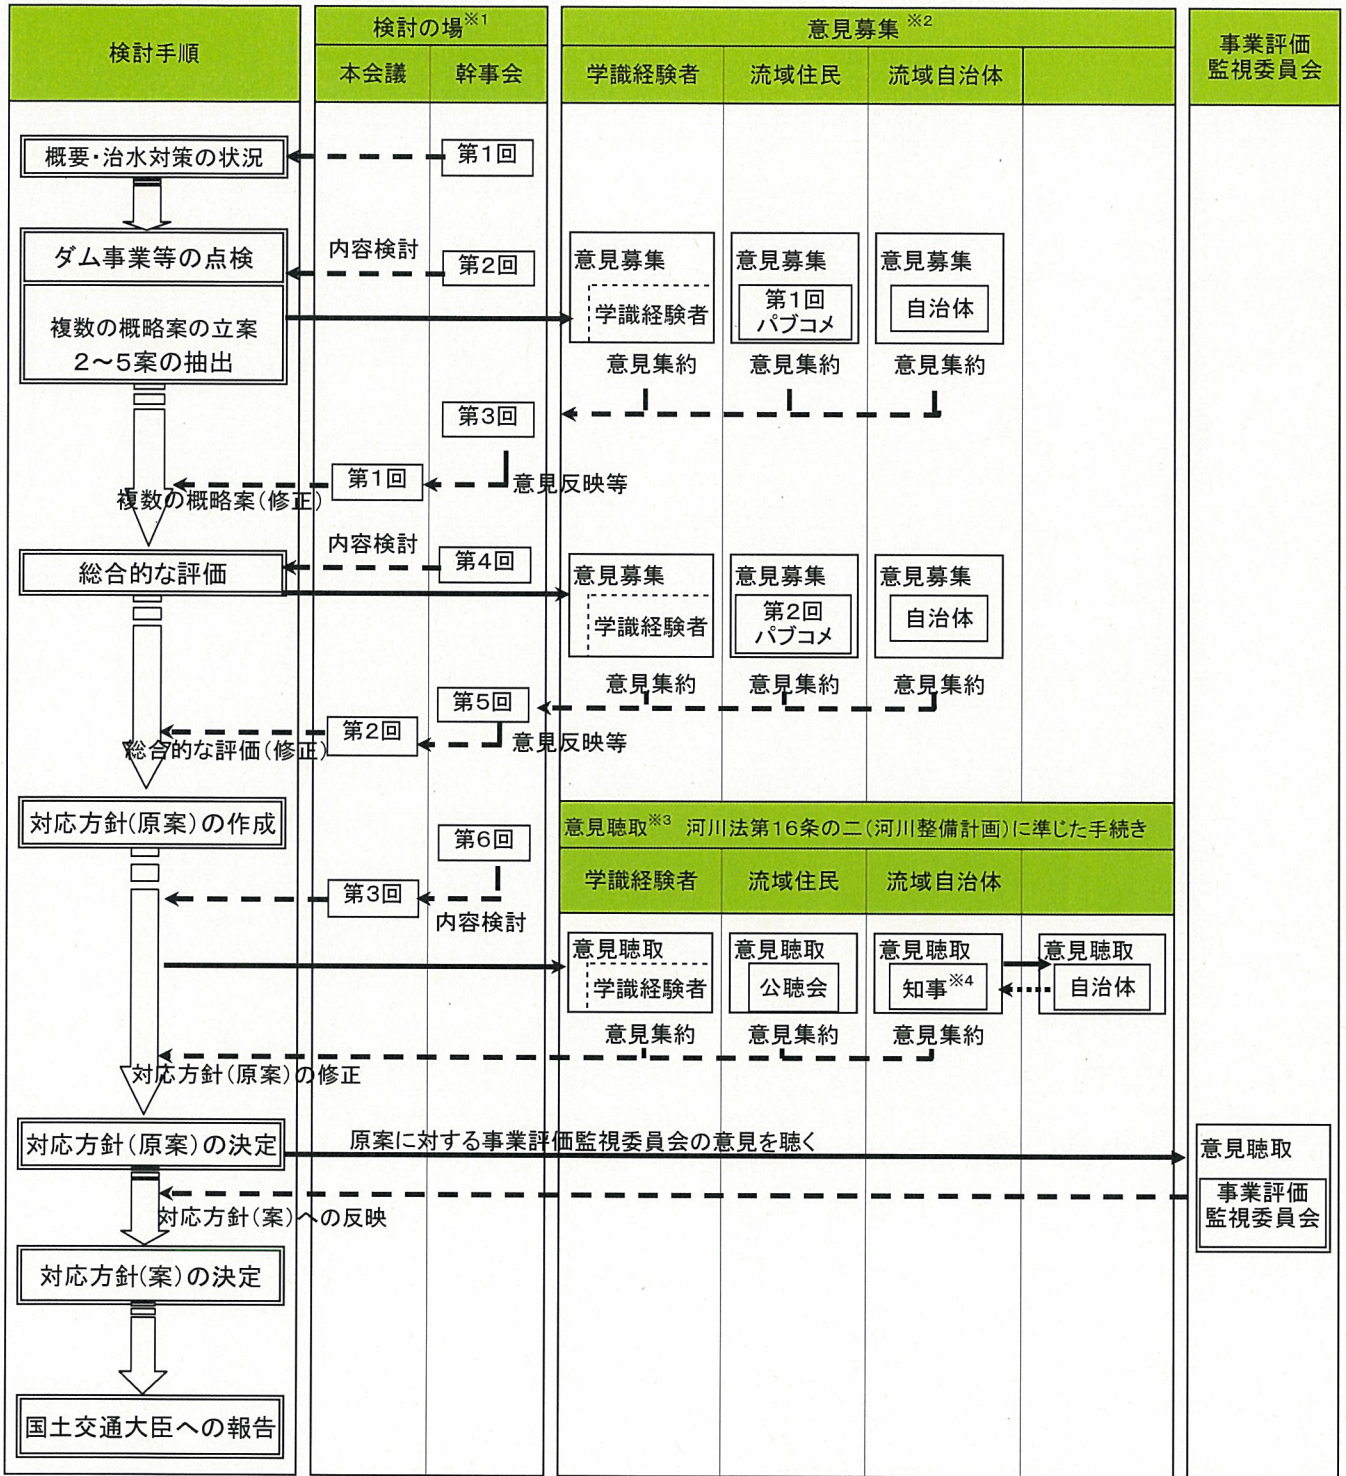 検討手順
検討の場※1
意見募集※2
事業評価
監視委員会
本会議
幹事会
学識経験者
流域住民
流域自治体
概要・治水対策の状況
第1回
ダム事業等の点検
内容検討
第2回
複数の概略案の立案
2～5案の抽出
意見募集
学識経験者
意見募集
第1回
パブコメ
意見募集
自治体
意見集約
意見集約
意見集約
第3回
第1回
意見反映等
複数の概略案(修正)
総合的な評価
内容検討
第4回
意見募集
学識経験者
意見募集
第2回
パブコメ
意見募集
自治体
意見集約
意見集約
意見集約
第5回
第2回
意見反映等
総合的な評価(修正)
対応方針(原案)の作成
第6回
第3回
内容検討
意見聴取※3　河川法第16条の二(河川整備計画)に準じた手続き
学識経験者
流域住民
流域自治体
意見聴取
学識経験者
意見聴取
公聴会
意見聴取
知事※4
意見聴取
自治体
意見集約
意見集約
意見集約
対応方針(原案)の修正
対応方針(原案)の決定
原案に対する事業評価監視委員会の意見を聴く
意見聴取
事業評価
監視委員会
対応方針(案)への反映
対応方針(案)の決定
国土交通大臣への報告